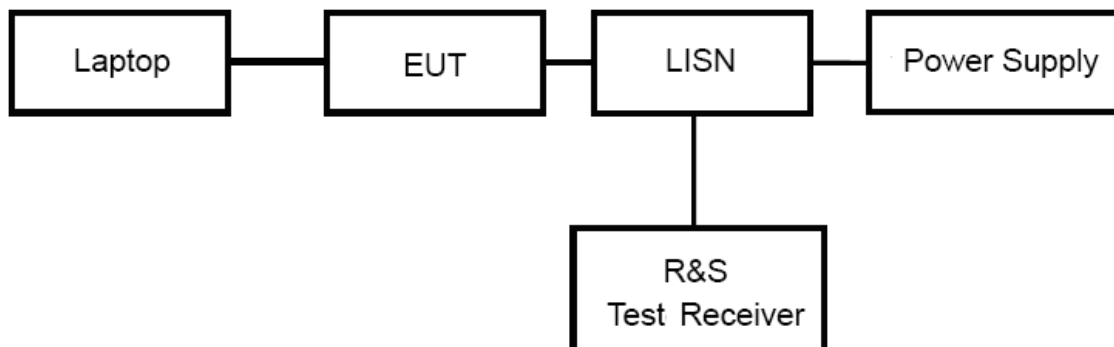 Laptop
EUT
LISN
Power Supply
R&S
Test Receiver